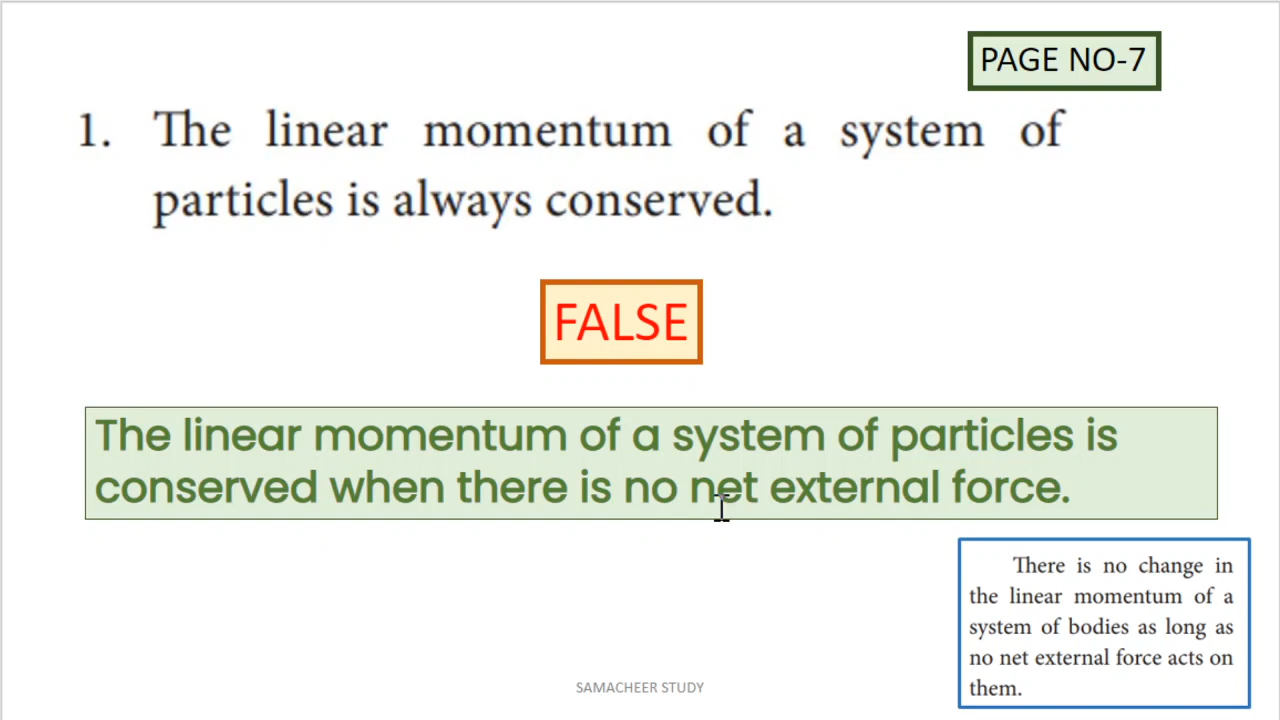 PAGE NO-7
1. The linear momentum of a system of
particles is always conserved.
FALSE
The linear momentum of a system of particles is
conserved when there is no net external force.
There is no change in
the linear momentum of a
system of bodies as long as
no net external force acts on
them.
SAMACHEER STUDY